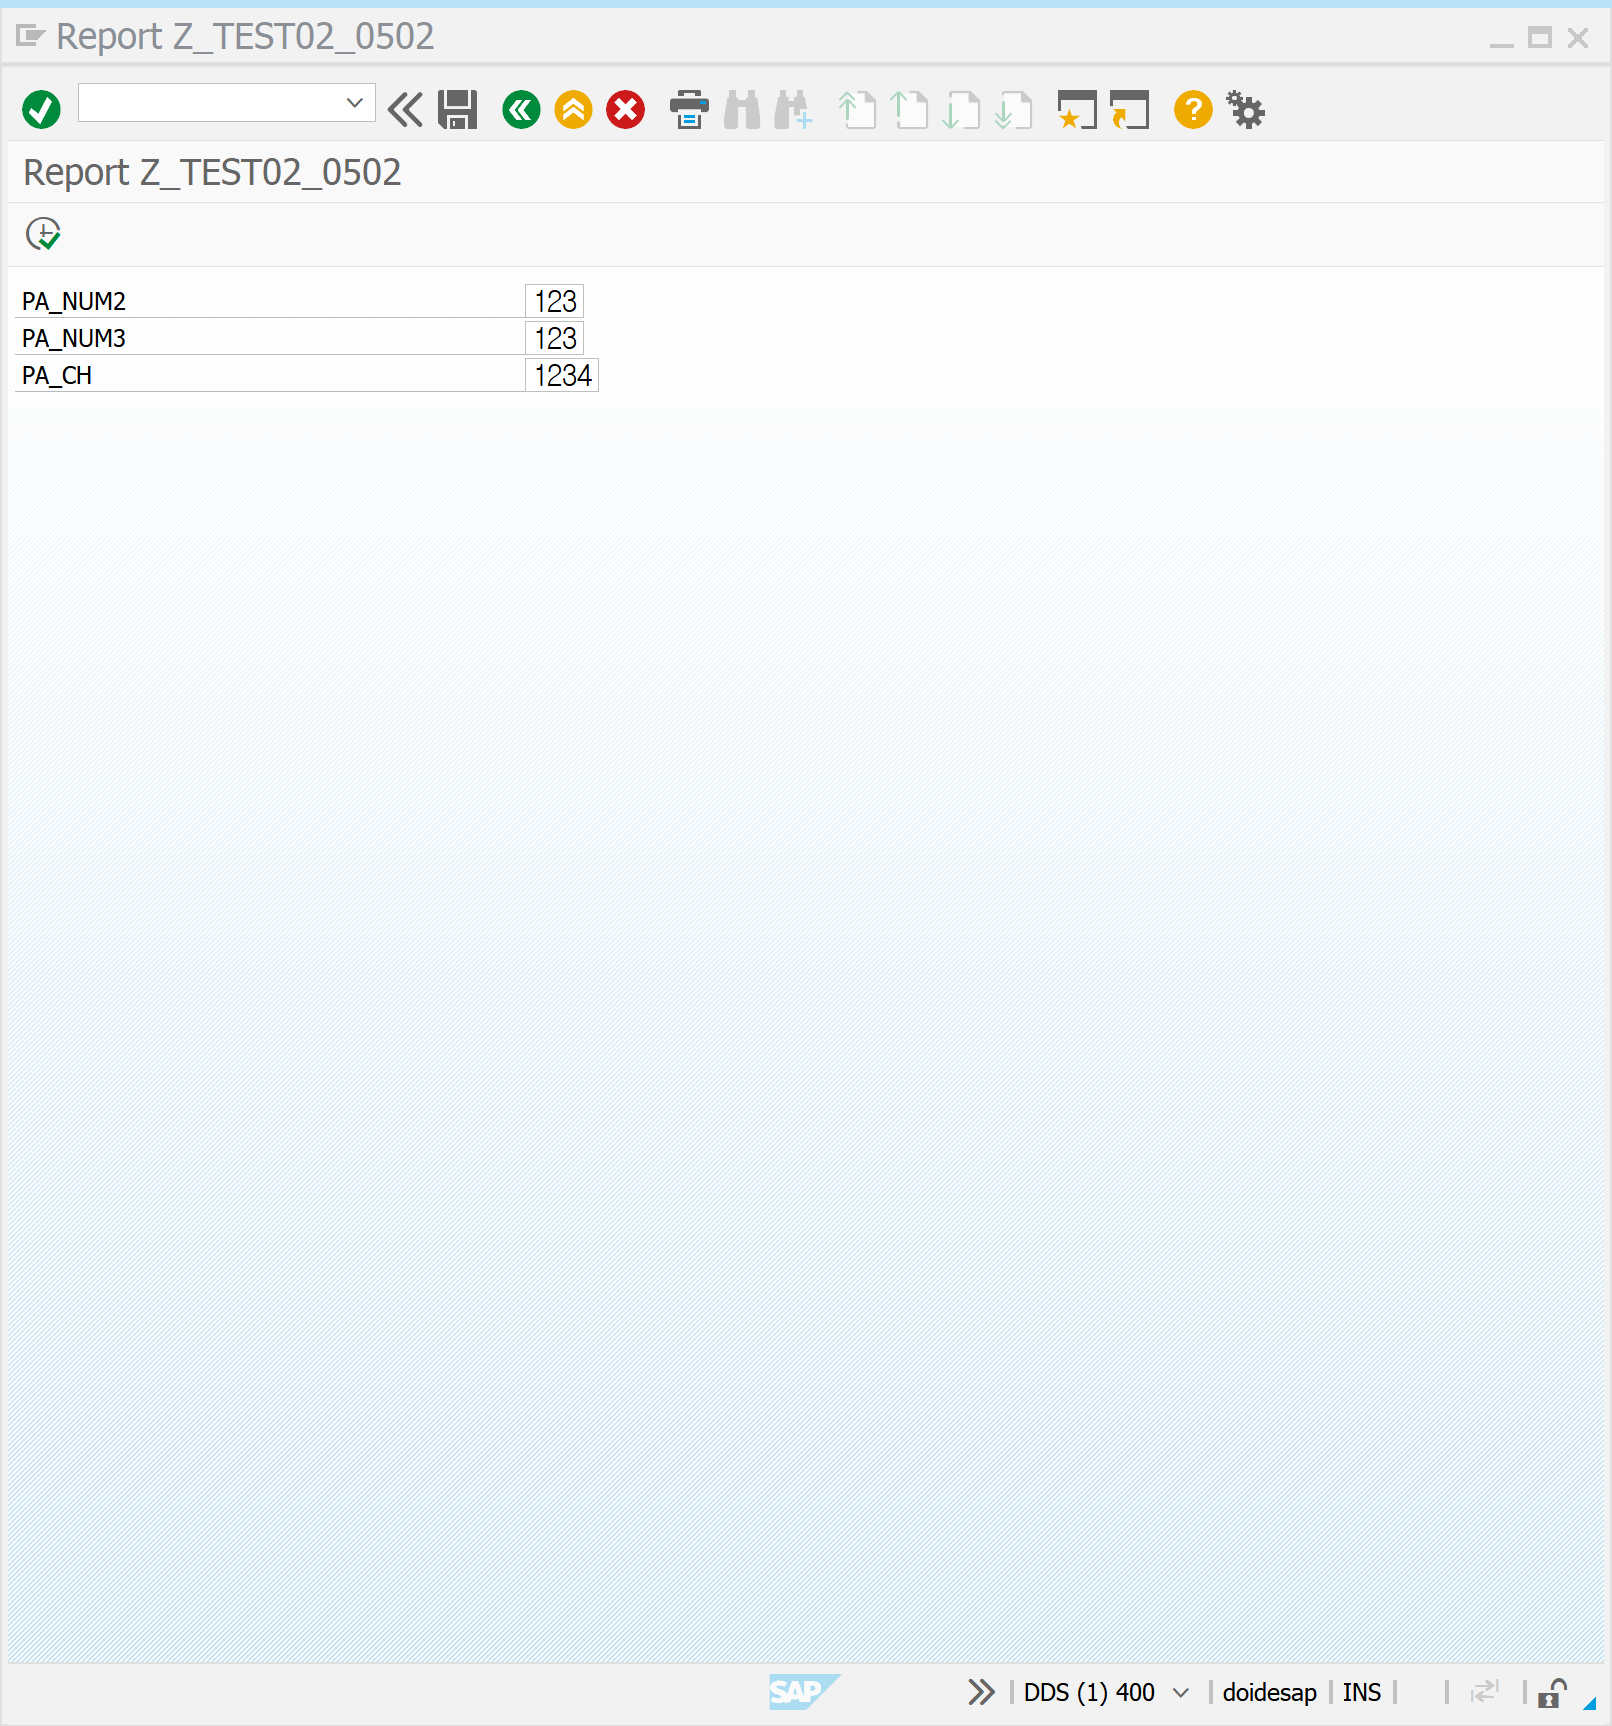 Report Z_TEST02_0502
Report Z_TEST02_0502
PA_NUM2 123
PA_NUM3 123
PA_CH 1234
SAP DDS (1) 400 doidesap INS